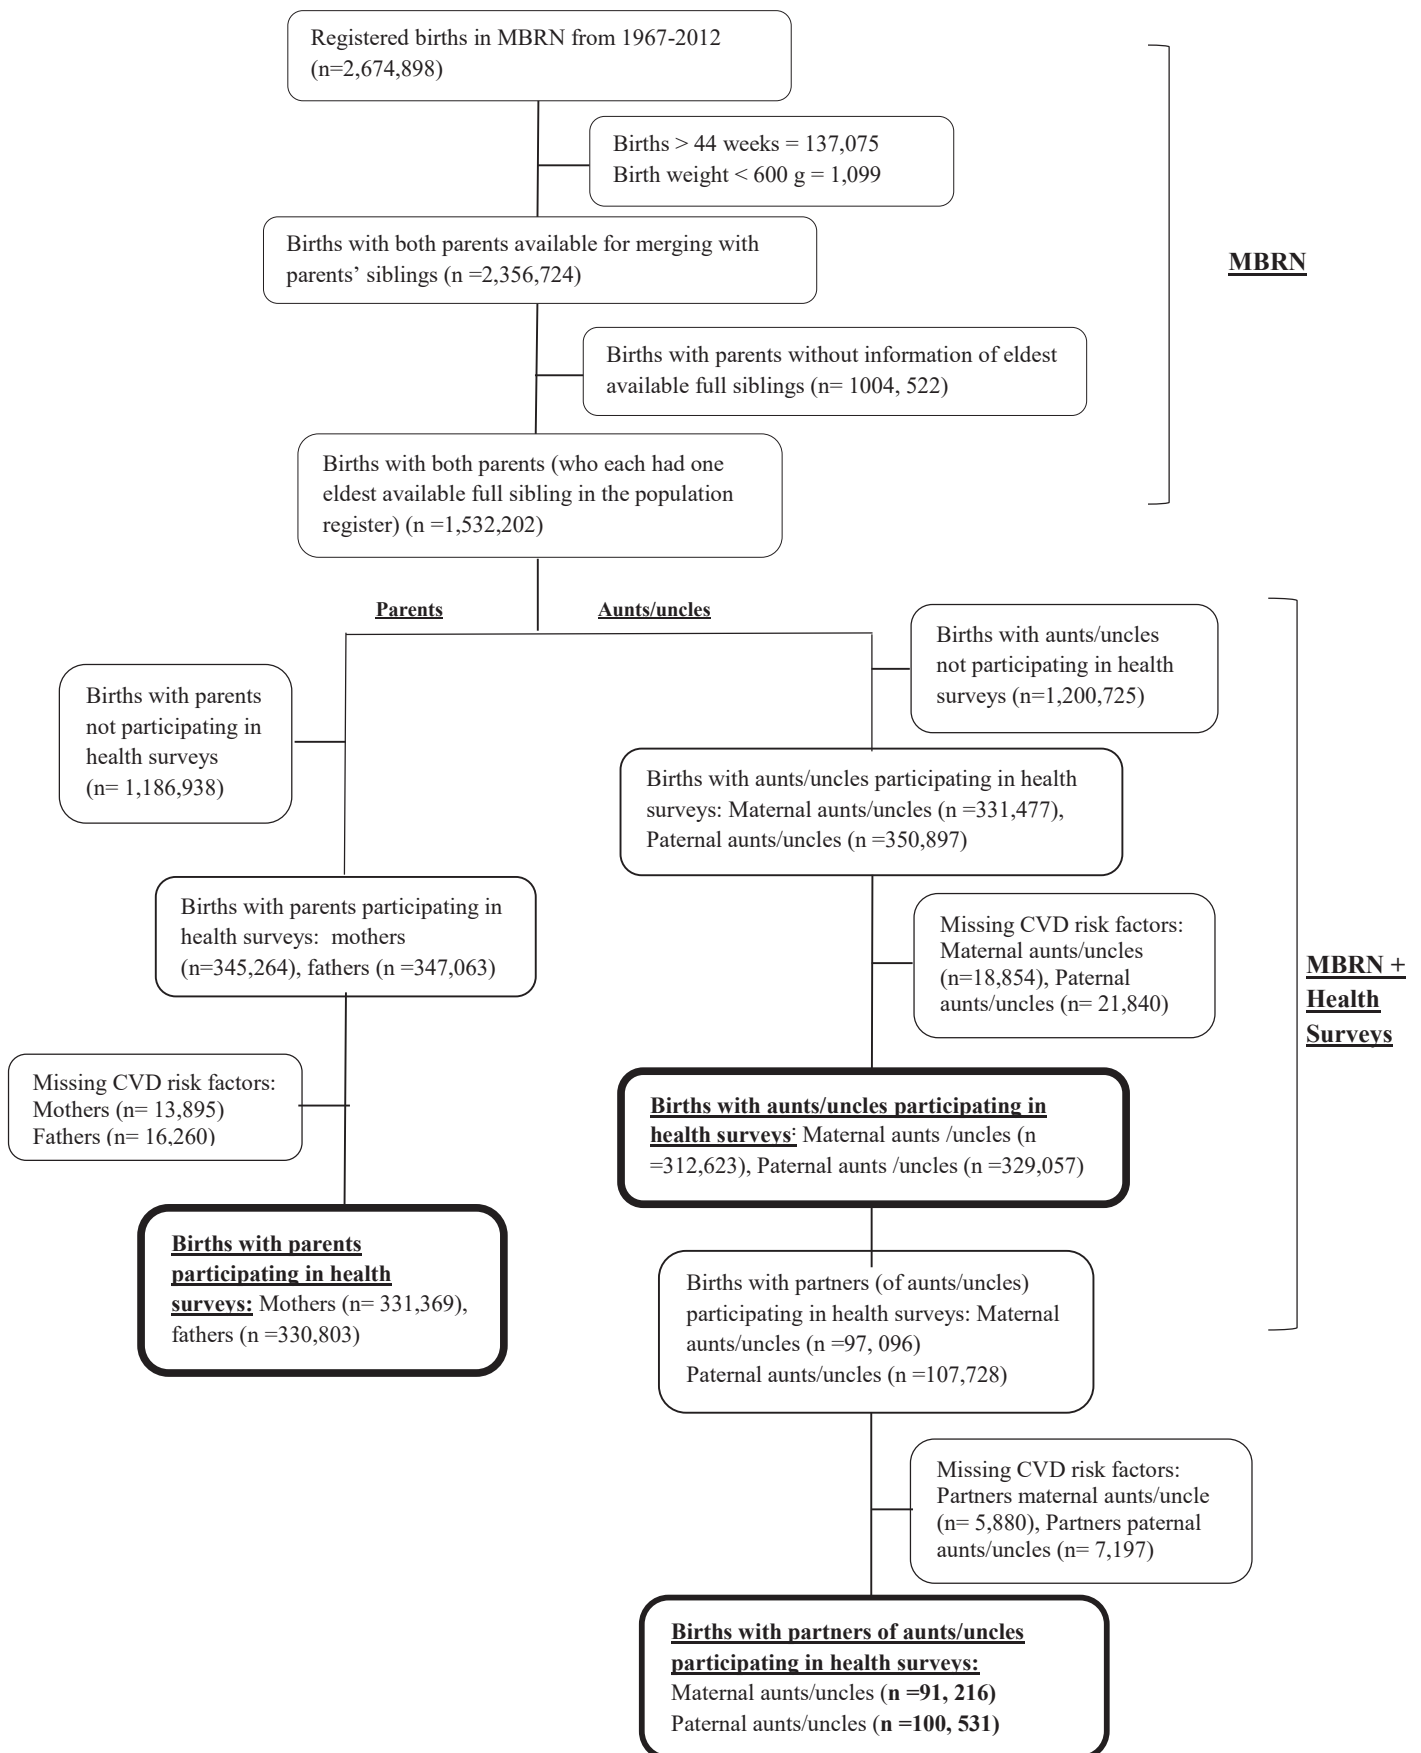 Registered births in MBRN from 1967-2012
(n=2,674,898)
Births > 44 weeks = 137,075
Birth weight < 600 g = 1,099
Births with both parents available for merging with
parents’ siblings (n =2,356,724)
MBRN
Births with parents without information of eldest
available full siblings (n= 1004, 522)
Births with both parents (who each had one
eldest available full sibling in the population
register) (n =1,532,202)
Parents
Aunts/uncles
Births with aunts/uncles
not participating in health
surveys (n=1,200,725)
Births with parents
not participating in
health surveys
(n= 1,186,938)
Births with aunts/uncles participating in health
surveys: Maternal aunts/uncles (n =331,477),
Paternal aunts/uncles (n =350,897)
Births with parents participating in
health surveys:  mothers
(n=345,264), fathers (n =347,063)
Missing CVD risk factors:
Maternal aunts/uncles
(n=18,854), Paternal
aunts/uncles (n= 21,840)
MBRN +
Health
Surveys
Missing CVD risk factors:
Mothers (n= 13,895)
Fathers (n= 16,260)
Births with aunts/uncles participating in
health surveys: Maternal aunts /uncles (n
=312,623), Paternal aunts /uncles (n =329,057)
Births with parents
participating in health
surveys: Mothers (n= 331,369),
fathers (n =330,803)
Births with partners (of aunts/uncles)
participating in health surveys: Maternal
aunts/uncles (n =97, 096)
Paternal aunts/uncles (n =107,728)
Missing CVD risk factors:
Partners maternal aunts/uncle
(n= 5,880), Partners paternal
aunts/uncles (n= 7,197)
Births with partners of aunts/uncles
participating in health surveys:
Maternal aunts/uncles (n =91, 216)
Paternal aunts/uncles (n =100, 531)